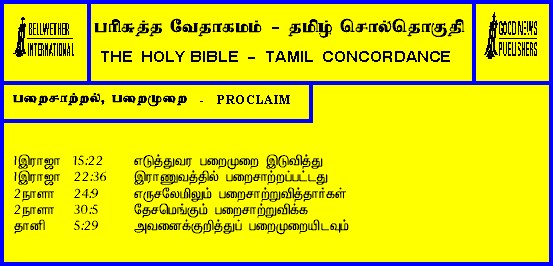 BELLWETHER
INTERNATIONAL
பரிசுத்த வேதாகமம் - தமிழ் சொல்தொகுதி
THE HOLY BIBLE - TAMIL CONCORDANCE
GOOD NEWS
PUBLISHERS
பறைசாற்றல், பறைமுறை - PROCLAIM
1இராஜா 15:22 எடுத்துவர பறைமுறை இடுவித்து
1இராஜா 22:36 இராணுவத்தில் பறைசாற்றப்பட்டது
2நாளா 24:9 எருசலேமிலும் பறைசாற்றுவித்தார்கள்
2நாளா 30:5 தேசமெங்கும் பறைசாற்றுவிக்க
தானி 5:29 அவனைக்குறித்துப் பறைமுறையிடவும்